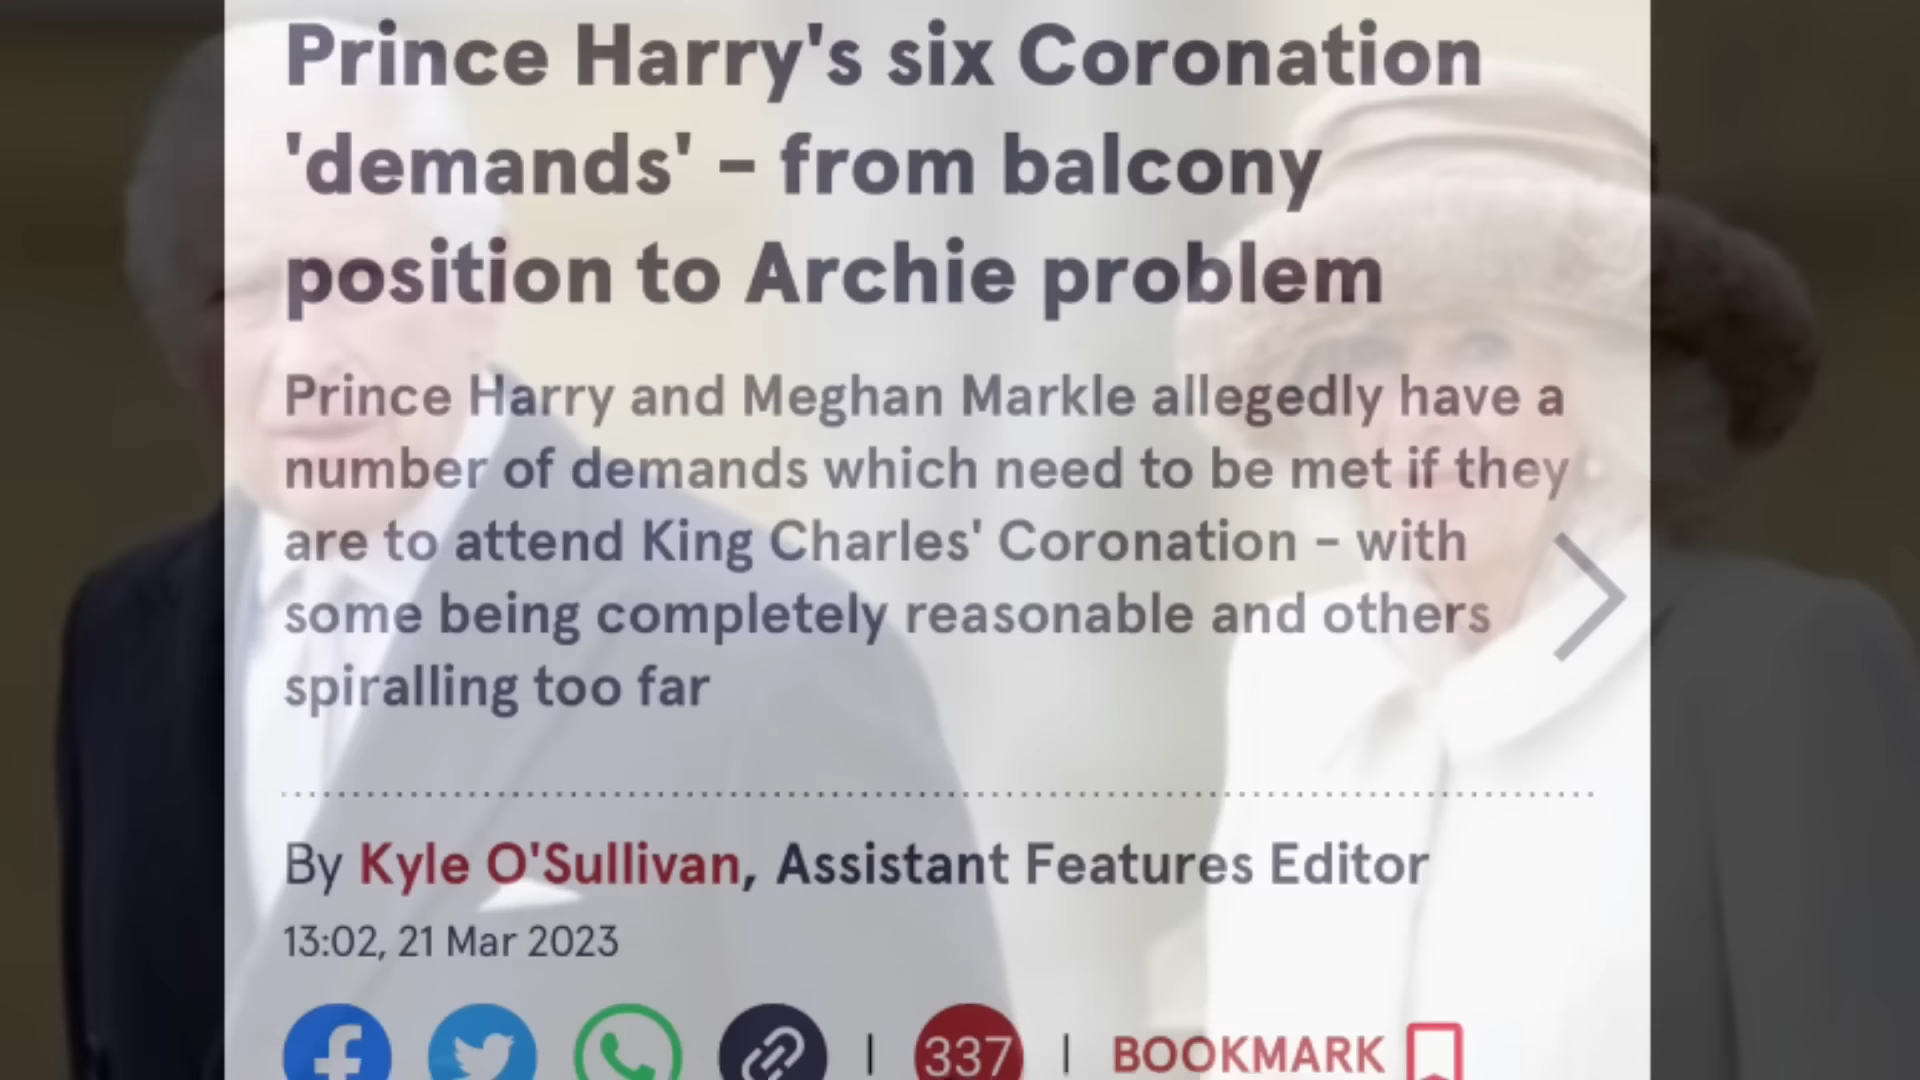 Prince Harry's six Coronation
'demands' – from balcony
position to Archie problem
Prince Harry and Meghan Markle allegedly have a
number of demands which need to be met if they
are to attend King Charles' Coronation – with
some being completely reasonable and others
spiralling too far
By Kyle O'Sullivan, Assistant Features Editor
13:02, 21 Mar 2023
337 | BOOKMARK